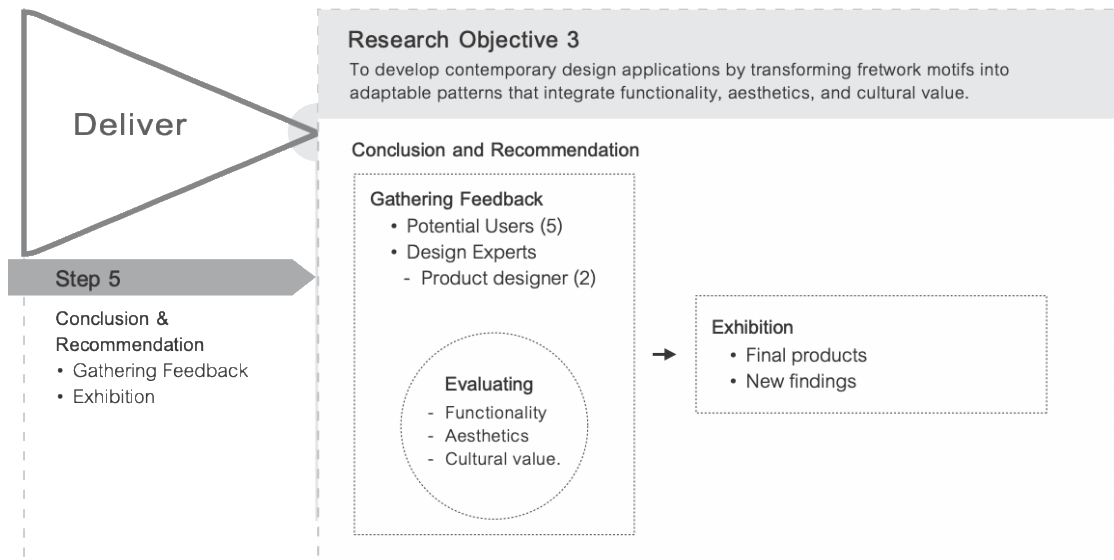 Deliver
Step 5
Conclusion &
Recommendation
• Gathering Feedback
• Exhibition
Research Objective 3
To develop contemporary design applications by transforming fretwork motifs into
adaptable patterns that integrate functionality, aesthetics, and cultural value.
Conclusion and Recommendation
Gathering Feedback
• Potential Users (5)
• Design Experts
- Product designer (2)
Evaluating
- Functionality
- Aesthetics
- Cultural value.
Exhibition
• Final products
• New findings